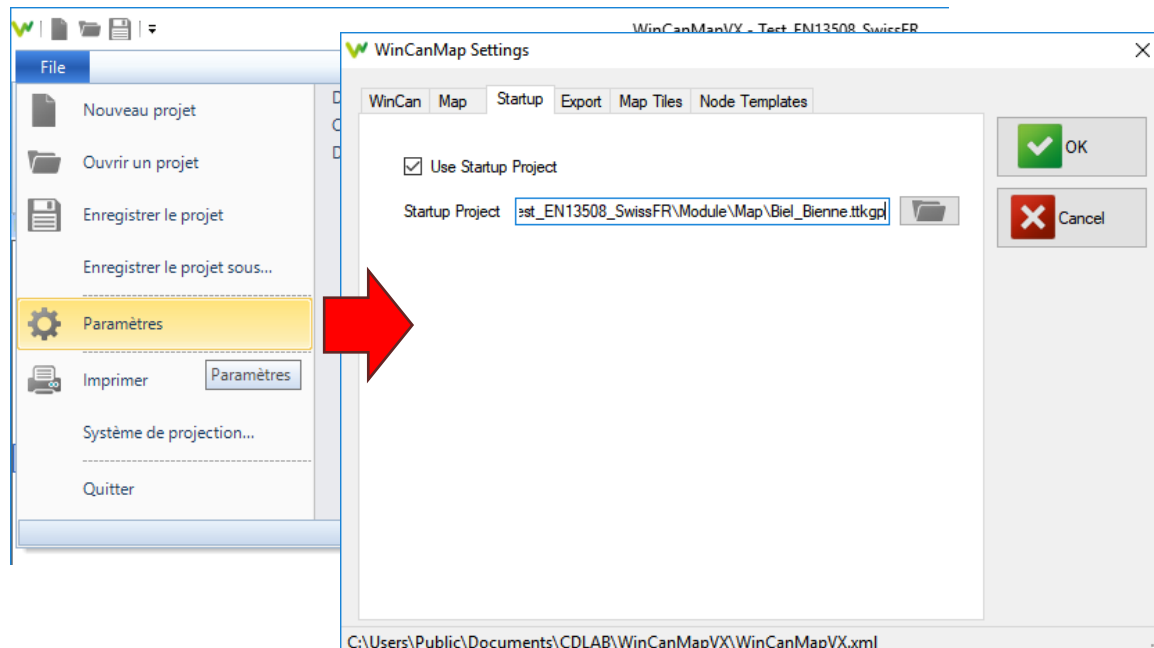 WinCanMapVX - Test_EN13508_SwissFR
File
Nouveau projet
Ouvrir un projet
Enregistrer le projet
Enregistrer le projet sous...
Paramètres
Imprimer
Paramètres
Système de projection...
Quitter
D
C
D
WinCanMap Settings
WinCan Map Startup Export Map Tiles Node Templates
Use Startup Project
Startup Project est_EN13508_SwissFR\Module\Map\Biel_Bienne.ttkgp
OK
Cancel
C:\Users\Public\Documents\CDLAB\WinCanMapVX\WinCanMapVX.xml